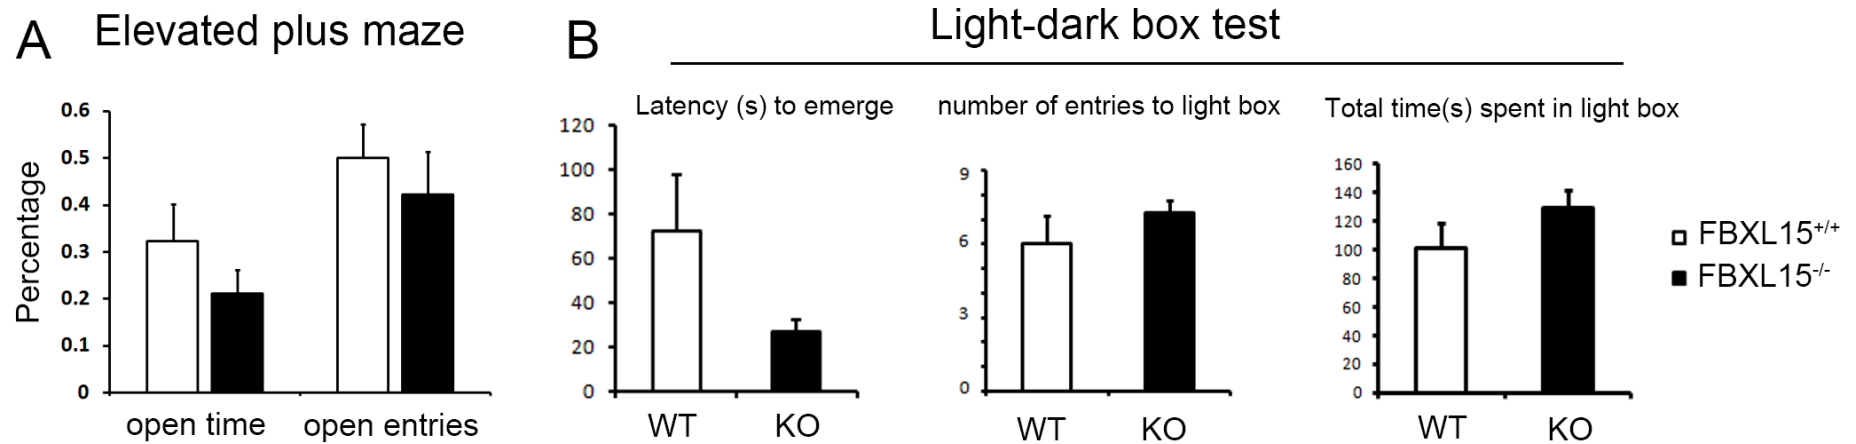 A
Elevated plus maze
Percentage
0.6
0.5
0.4
0.3
0.2
0.1
0
open time
open entries
B
Light-dark box test
Latency (s) to emerge
120
100
80
60
40
20
0
WT
KO
number of entries to light box
9
6
3
0
WT
KO
Total time(s) spent in light box
160
140
120
100
80
60
40
20
0
WT
KO
FBXL15+/+
FBXL15-/-